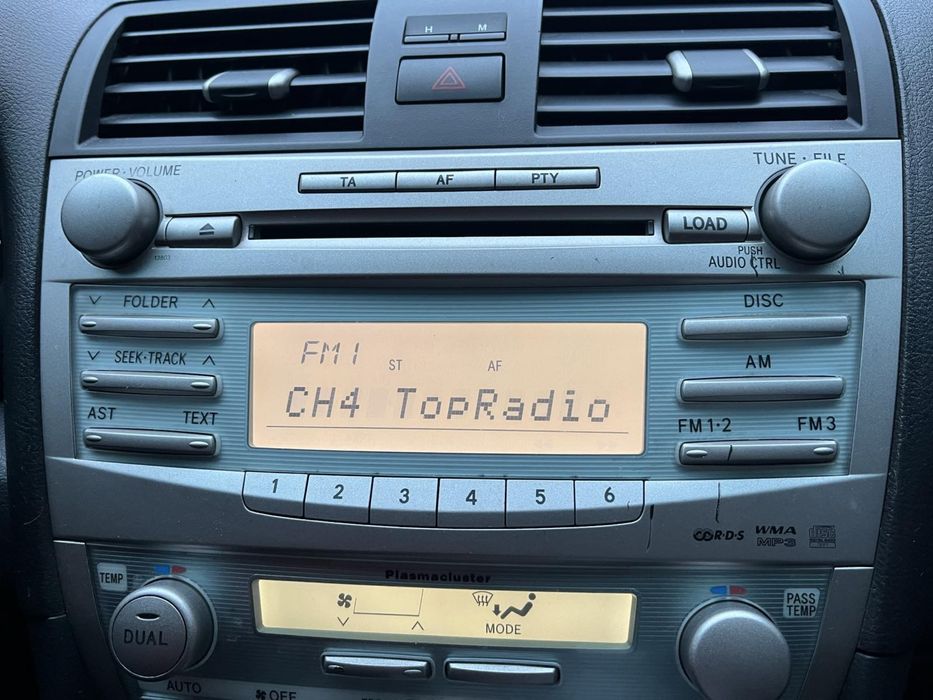 H M
POWER·VOLUME
TUNE · FILE
TA AF PTY
LOAD
12803
PUSH
AUDIO CTRL
FOLDER
DISC
FM1
ST AF
SEEK·TRACK
AM
CH4 TopRadio
AST TEXT
FM1·2 FM3
1 2 3 4 5 6
R·D·S
WMA
MP3
Plasmacluster
TEMP
PASS
TEMP
DUAL
MODE
AUTO
OFF